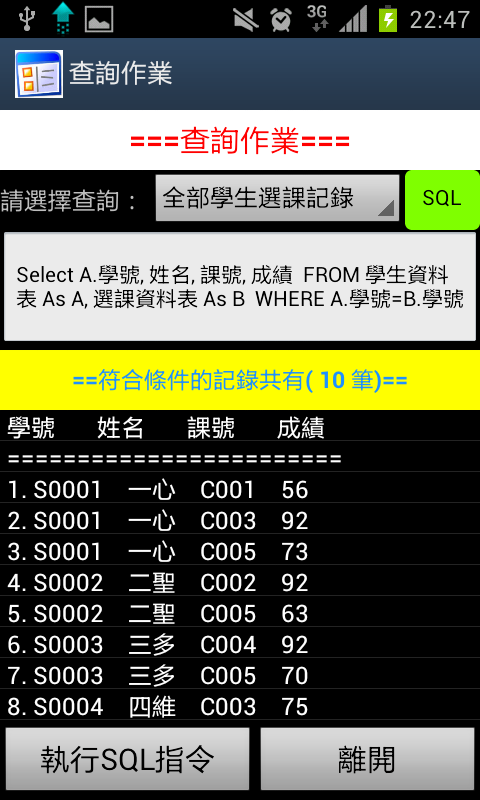 3G 22:47
查詢作業
===查詢作業===
請選擇查詢： 全部學生選課記錄 SQL
Select A.學號, 姓名, 課號, 成績  FROM 學生資料
表 As A, 選課資料表 As B  WHERE A.學號=B.學號
==符合條件的記錄共有( 10 筆)==
學號 姓名 課號 成績
========================
1. S0001 一心 C001 56
2. S0001 一心 C003 92
3. S0001 一心 C005 73
4. S0002 二聖 C002 92
5. S0002 二聖 C005 63
6. S0003 三多 C004 92
7. S0003 三多 C005 70
8. S0004 四維 C003 75
執行SQL指令 離開